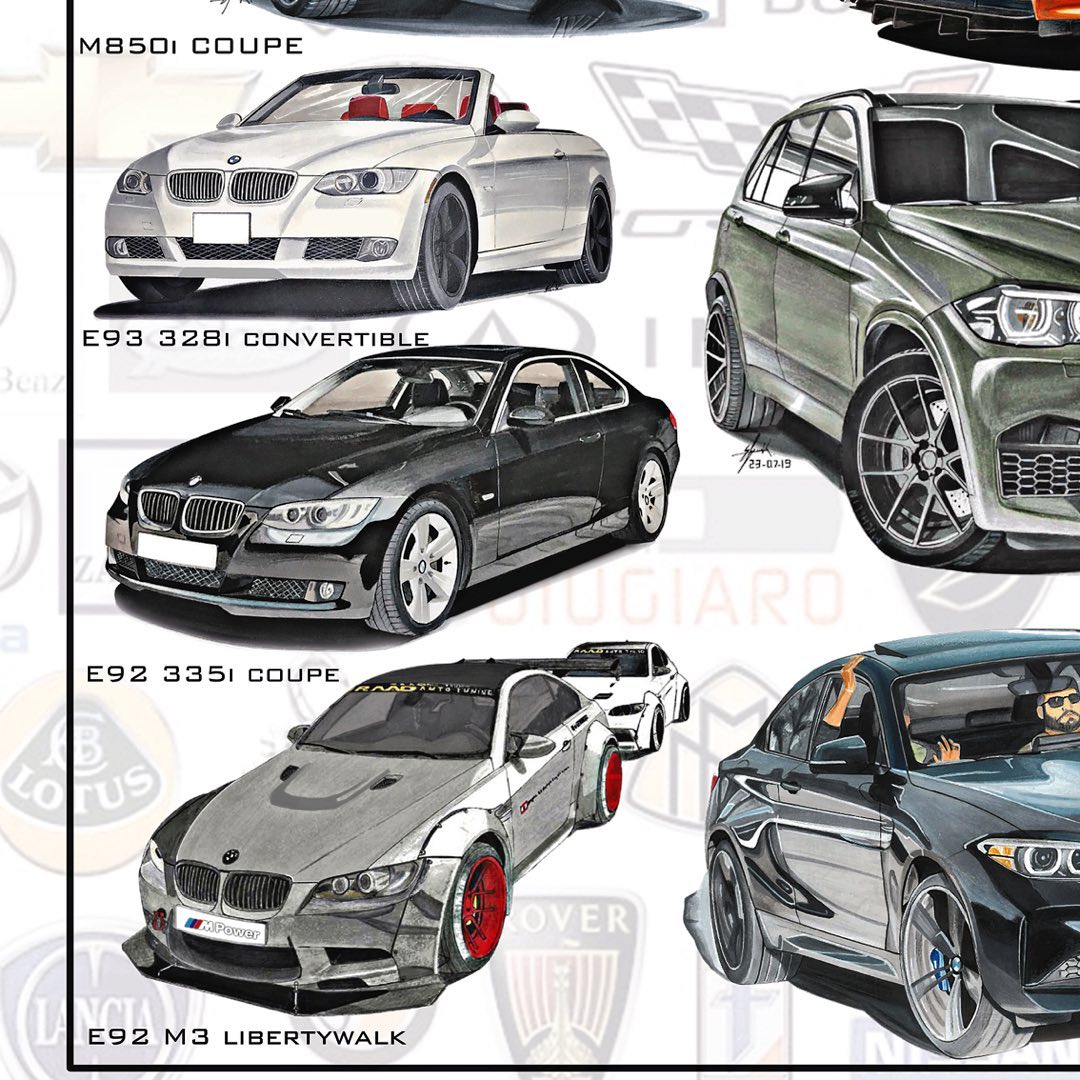 M850i COUPE
E93 328i CONVERTIBLE
Benz
23-07-19
GIUGIARO
E92 335i COUPE
RAAD AUTO TUNING
LOTUS
M Power
ROVER
LANCIA
NISSAN
E92 M3 LIBERTYWALK